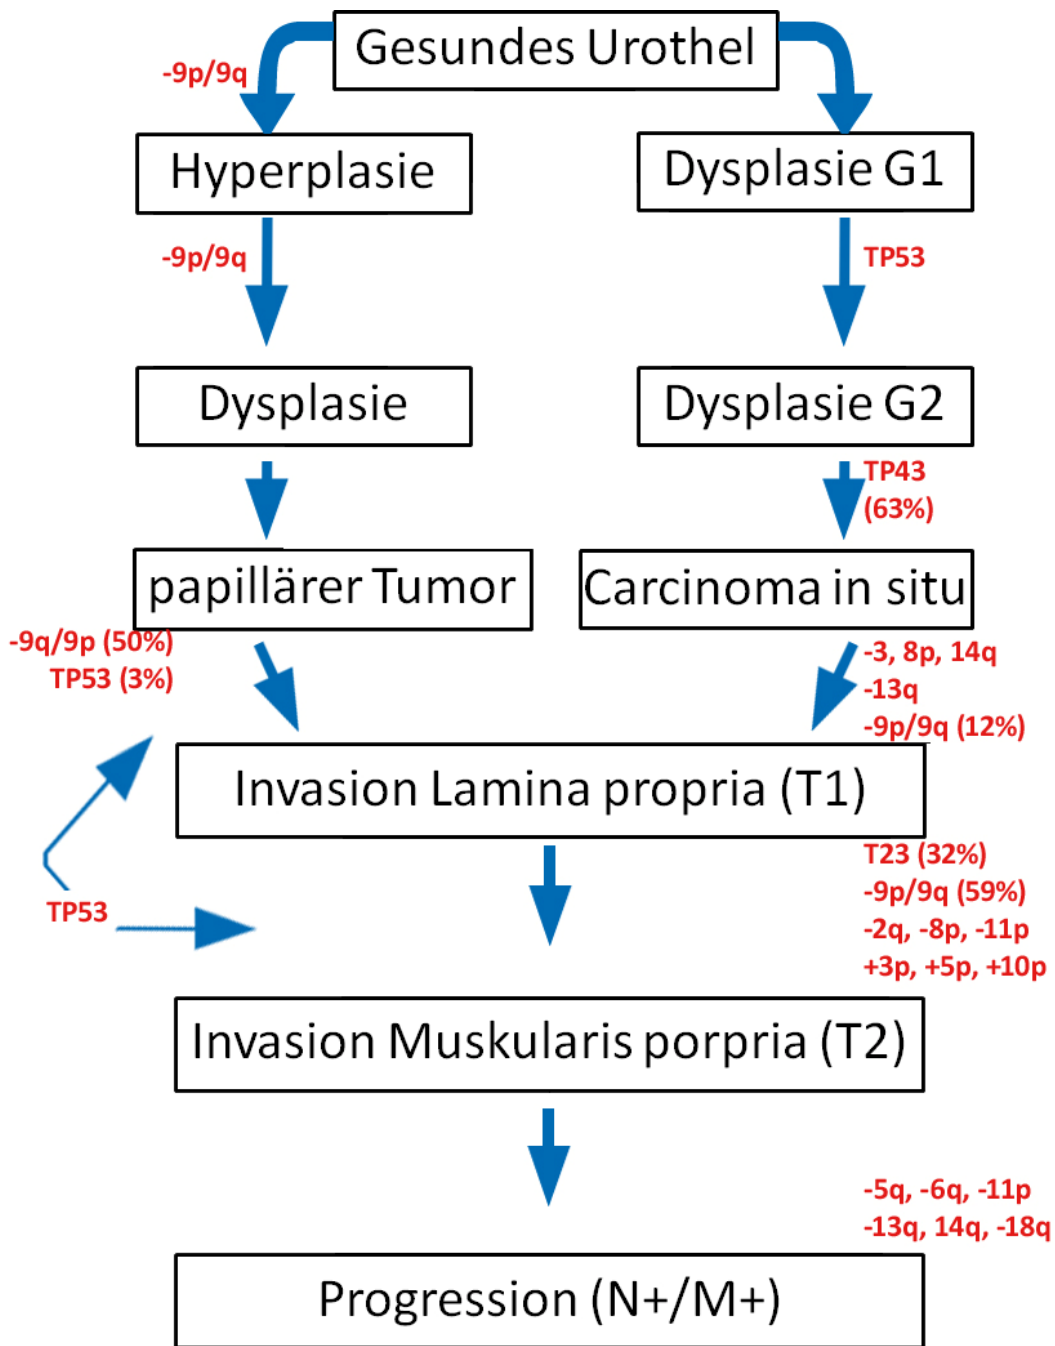 Gesundes Urothel
-9p/9q
Hyperplasie
Dysplasie G1
-9p/9q
TP53
Dysplasie
Dysplasie G2
TP43
(63%)
papillärer Tumor
Carcinoma in situ
-9q/9p (50%)
TP53 (3%)
-3, 8p, 14q
-13q
-9p/9q (12%)
Invasion Lamina propria (T1)
T23 (32%)
-9p/9q (59%)
-2q, -8p, -11p
+3p, +5p, +10p
TP53
Invasion Muskularis porpria (T2)
-5q, -6q, -11p
-13q, 14q, -18q
Progression (N+/M+)